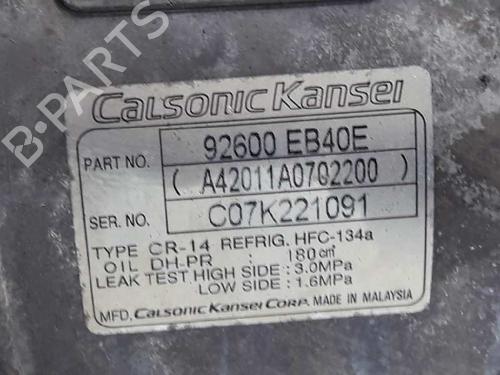 CALSONIC KANSEI
PART NO. 92600 EB40E
( A42011A07G2200 )
SER. NO. C07K221091
TYPE CR-14 REFRIG. HFC-134a
OIL DH-PR : 180cm³
LEAK TEST HIGH SIDE : 3.0MPa
LOW SIDE : 1.6MPa
MFD. CALSONIC KANSEI CORP. MADE IN MALAYSIA
B-PARTS